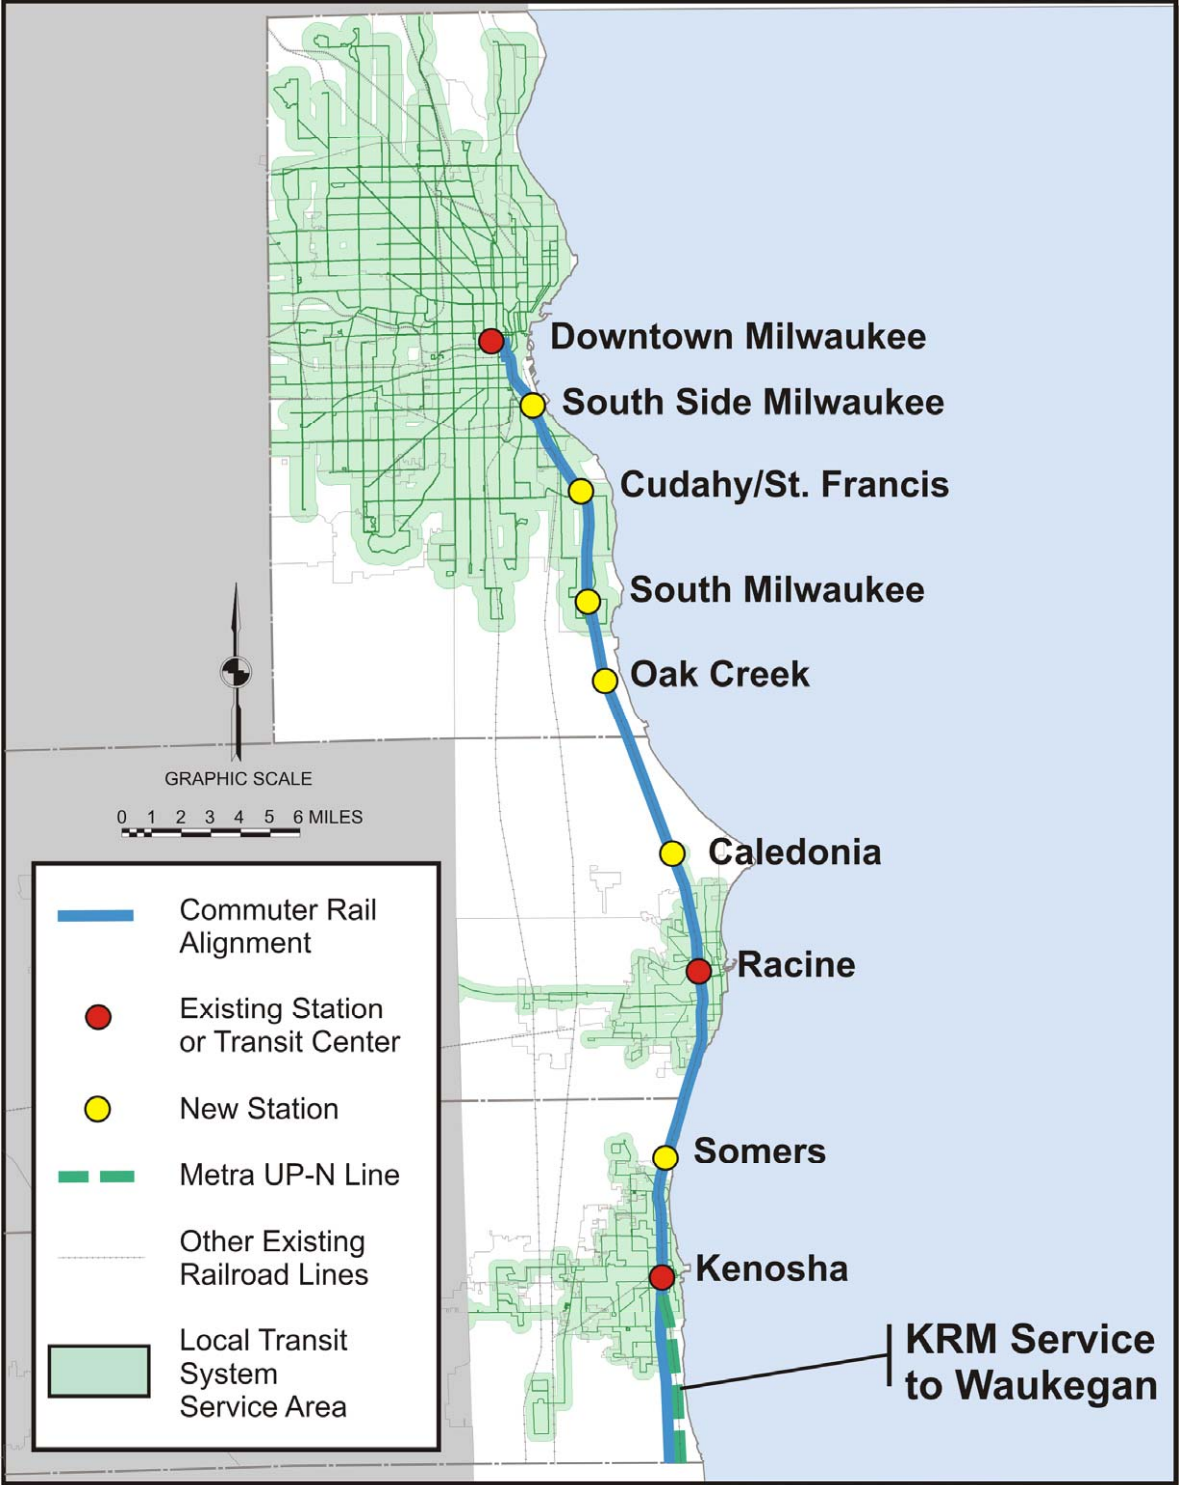 Downtown Milwaukee
South Side Milwaukee
Cudahy/St. Francis
South Milwaukee
Oak Creek
GRAPHIC SCALE
0 1 2 3 4 5 6 MILES
Caledonia
Racine
Somers
Kenosha
KRM Service
to Waukegan
Commuter Rail
Alignment
Existing Station
or Transit Center
New Station
Metra UP-N Line
Other Existing
Railroad Lines
Local Transit
System
Service Area